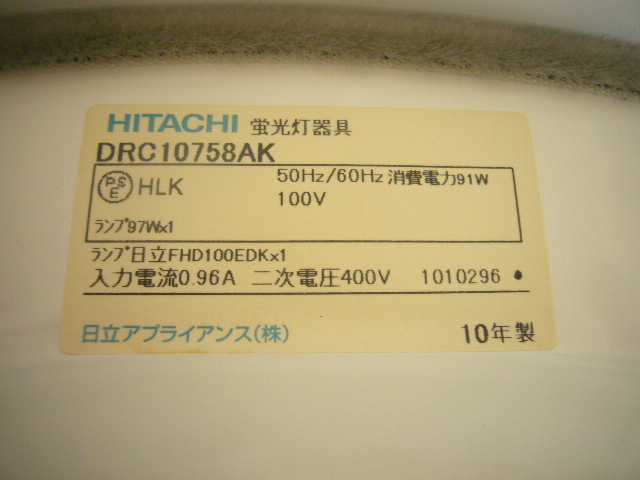 HITACHI 蛍光灯器具
DRC10758AK
PSE HLK 50Hz/60Hz 消費電力91W
100V
ランプ97W×1
ランプ日立FHD100EDK×1
入力電流0.96A 二次電圧400V 1010296 ●
日立アプライアンス(株) 10年製